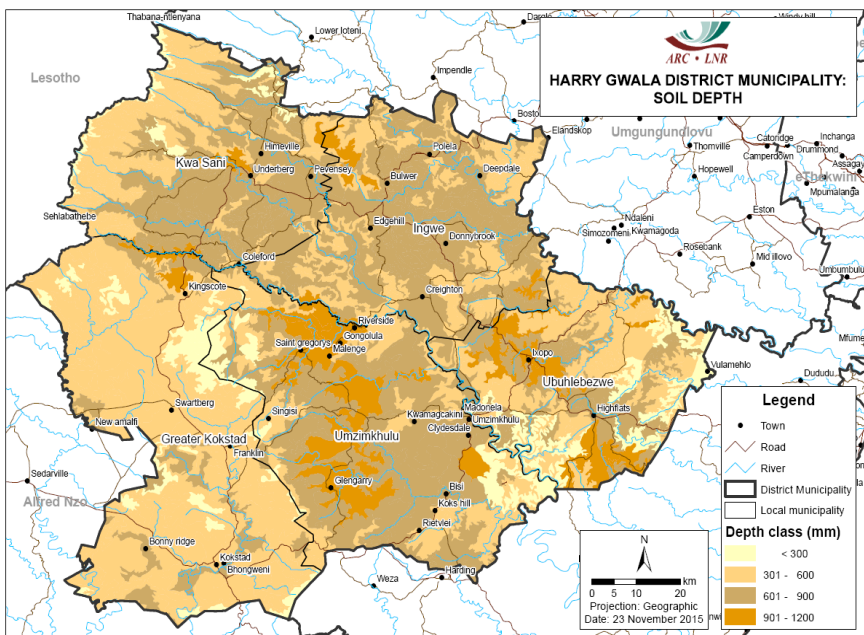 Thabana-ntlenyana
Lower loteni
Lesotho
Impendle
ARC • LNR
HARRY GWALA DISTRICT MUNICIPALITY:
SOIL DEPTH
Elandskop
Umgungundlovu
Thornville
Catoridge
Inchanga
Drummond
Camperdown
Assagay
eThekwini
Hopewell
Mpumalanga
Polela
Himeville
Kwa Sani
Underberg
Pevensey
Bulwer
Deepdale
Sehlabathebe
Edgehill
Ingwe
Donnybrook
Ndaleni
Simozomeni
Kwamagoda
Eston
Rosebank
Mid illovo
Umbumbulu
Coleford
Kingscote
Creighton
Riverside
Gongolula
Saint gregorys
Malenge
Ixopo
Ubuhlebezwe
Vulamehlo
Dududu
Swartberg
New amalfi
Singisi
Kwamagcakini
Madonela
Umzimkhulu
Clydesdale
Highflats
Umzimkhulu
Greater Kokstad
Franklin
Sedarville
Alfred Nzo
Glengarry
Bisi
Koks hill
Rietvlei
Bonny ridge
Kokstad
Bhongweni
Weza
Harding
Legend
Town
Road
River
District Municipality
Local municipality
Depth class (mm)
< 300
301 - 600
601 - 900
901 - 1200
N
0 5 10 20 km
Projection: Geographic
Date: 23 November 2015